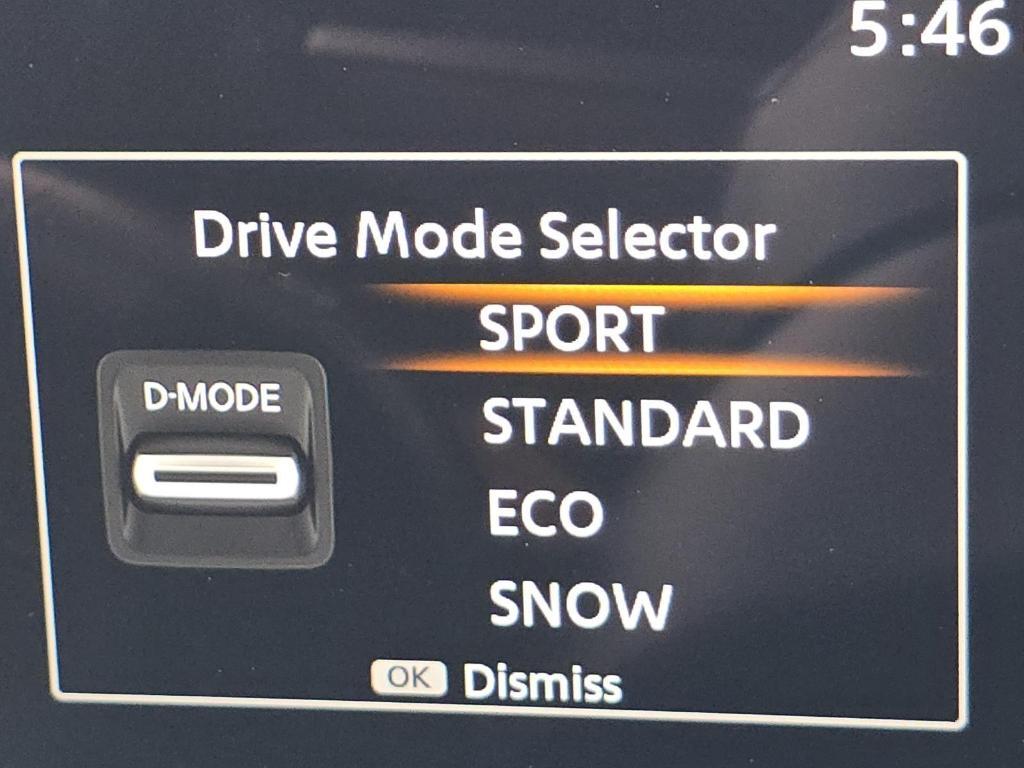 5:46
Drive Mode Selector
SPORT
D-MODE
STANDARD
ECO
SNOW
OK Dismiss